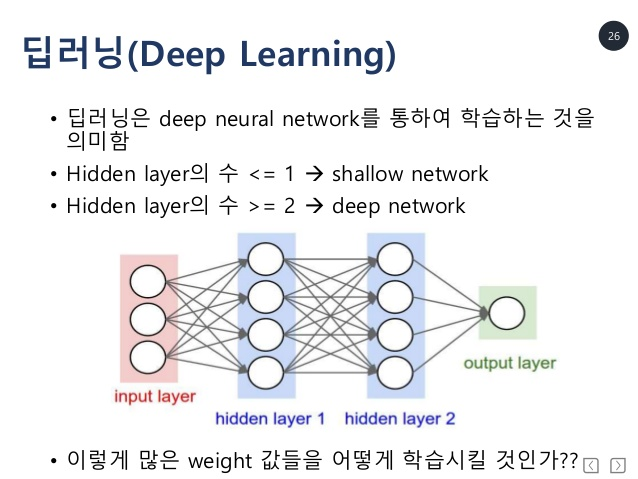 26
딥러닝(Deep Learning)
• 딥러닝은 deep neural network를 통하여 학습하는 것을
의미함
• Hidden layer의 수 <= 1 → shallow network
• Hidden layer의 수 >= 2 → deep network
input layer
hidden layer 1
hidden layer 2
output layer
• 이렇게 많은 weight 값들을 어떻게 학습시킬 것인가??